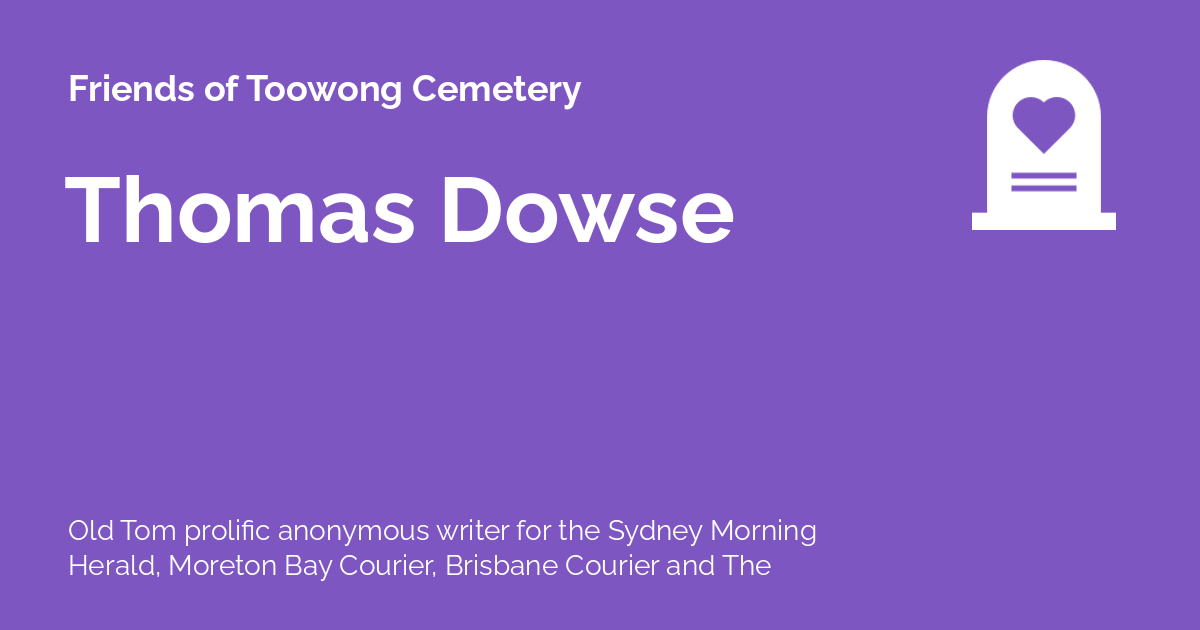 Friends of Toowong Cemetery
Thomas Dowse
Old Tom prolific anonymous writer for the Sydney Morning
Herald, Moreton Bay Courier, Brisbane Courier and The